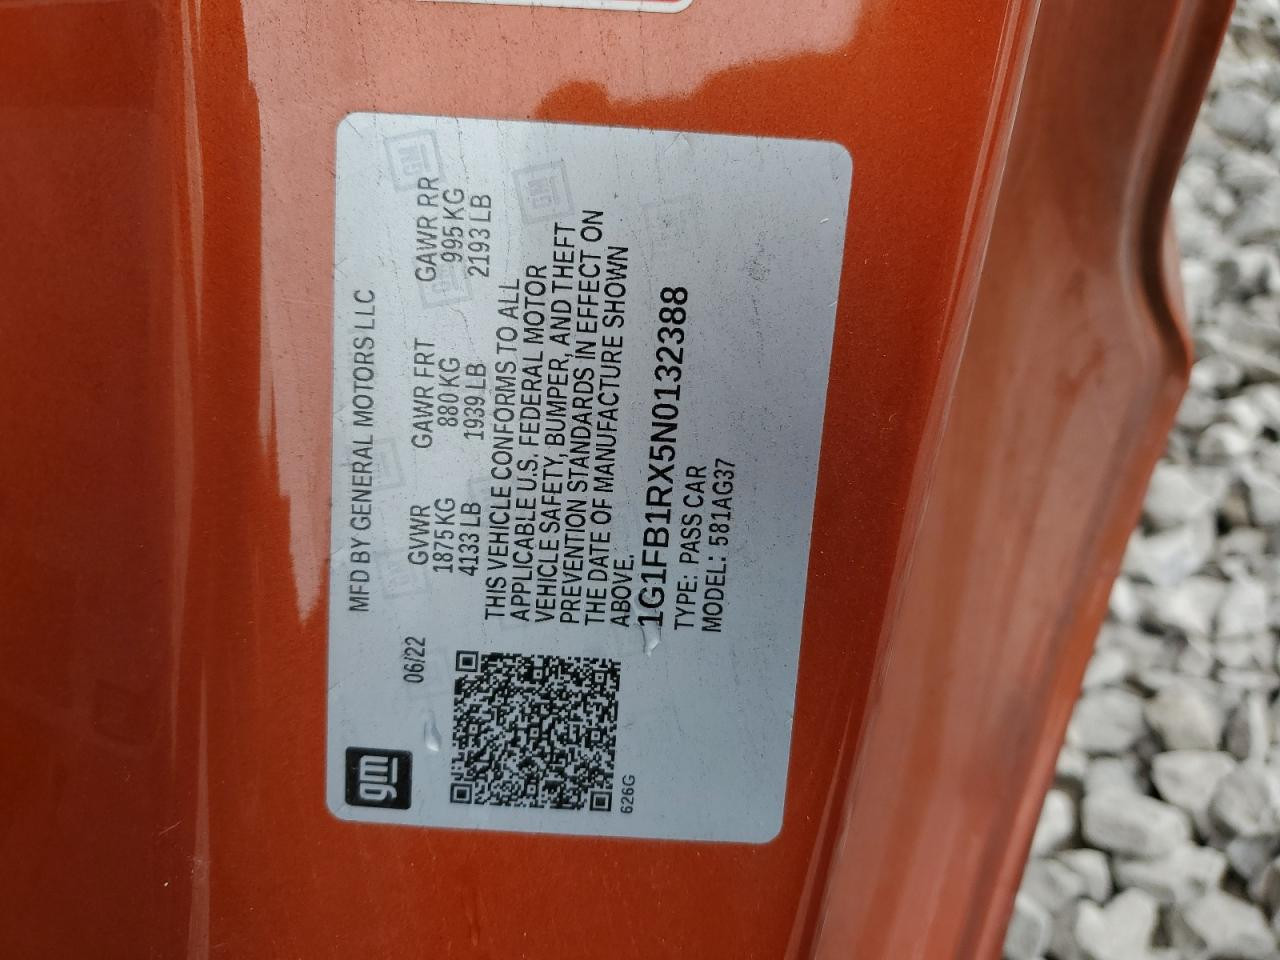 gm
MFD BY GENERAL MOTORS LLC
06/22
GVWR GAWR FRT GAWR RR
1875 KG 880 KG 995 KG
4133 LB 1939 LB 2193 LB
THIS VEHICLE CONFORMS TO ALL
APPLICABLE U.S. FEDERAL MOTOR
VEHICLE SAFETY, BUMPER, AND THEFT
PREVENTION STANDARDS IN EFFECT ON
THE DATE OF MANUFACTURE SHOWN
ABOVE.
1G1FB1RX5N0132388
TYPE: PASS CAR
MODEL: 581AG37
626G
GM
GM